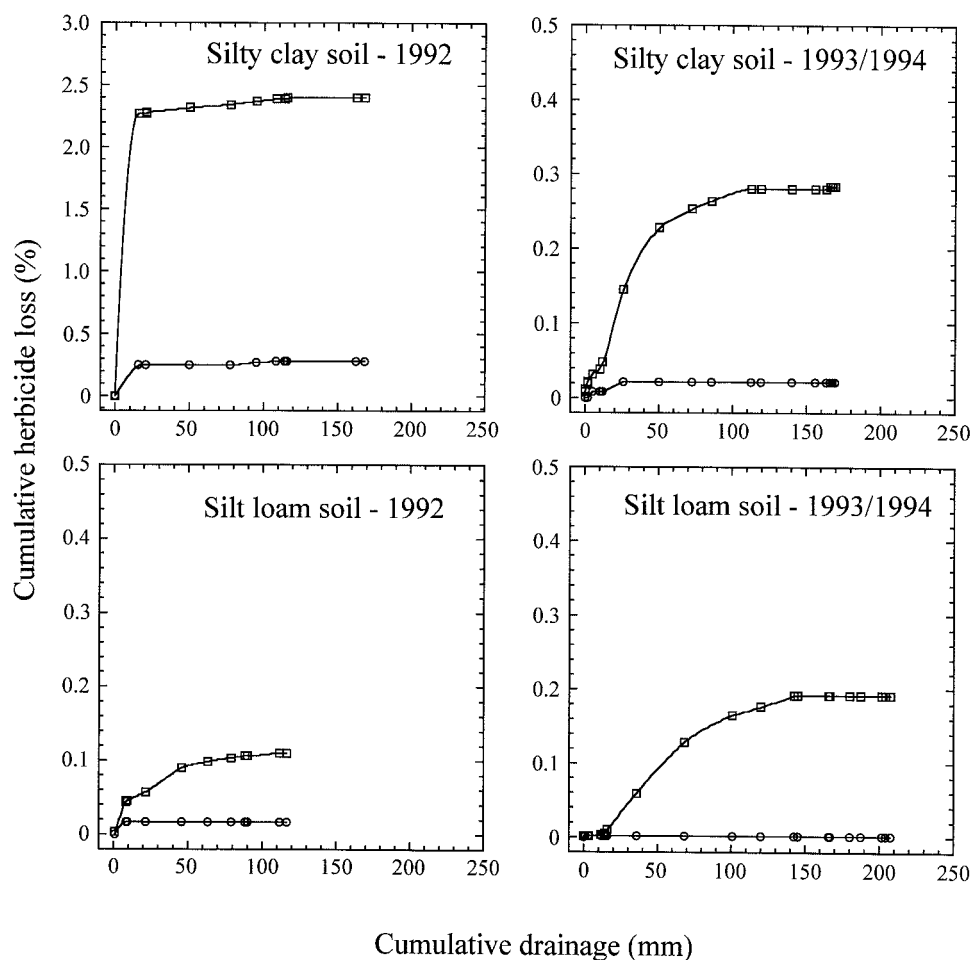 Cumulative herbicide loss (%)
Silty clay soil - 1992
3.0
2.5
2.0
1.5
1.0
0.5
0
0 50 100 150 200 250
Silty clay soil - 1993/1994
0.5
0.4
0.3
0.2
0.1
0
0 50 100 150 200 250
Silt loam soil - 1992
0.5
0.4
0.3
0.2
0.1
0
0 50 100 150 200 250
Silt loam soil - 1993/1994
0.5
0.4
0.3
0.2
0.1
0
0 50 100 150 200 250
Cumulative drainage (mm)